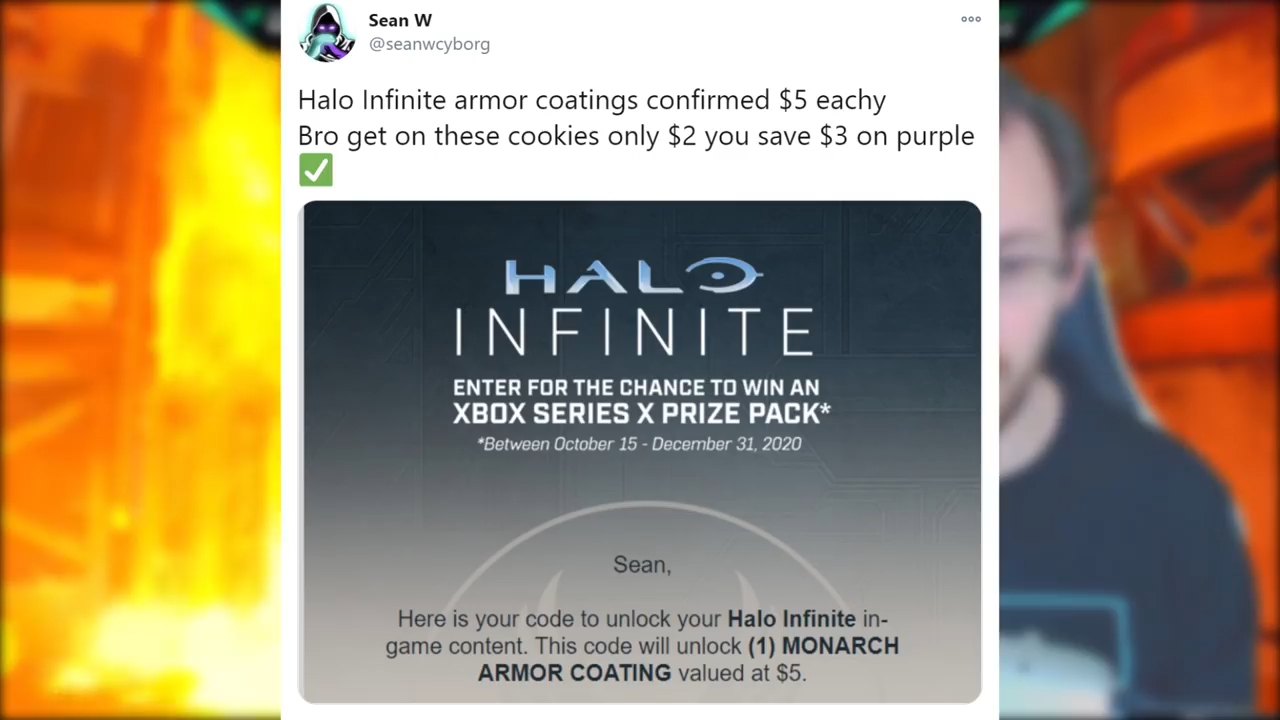 Sean W
@seanwcyborg
Halo Infinite armor coatings confirmed $5 eachy
Bro get on these cookies only $2 you save $3 on purple
✅
HALO
INFINITE
ENTER FOR THE CHANCE TO WIN AN
XBOX SERIES X PRIZE PACK*
*Between October 15 - December 31, 2020
Sean,
Here is your code to unlock your Halo Infinite in-
game content. This code will unlock (1) MONARCH
ARMOR COATING valued at $5.